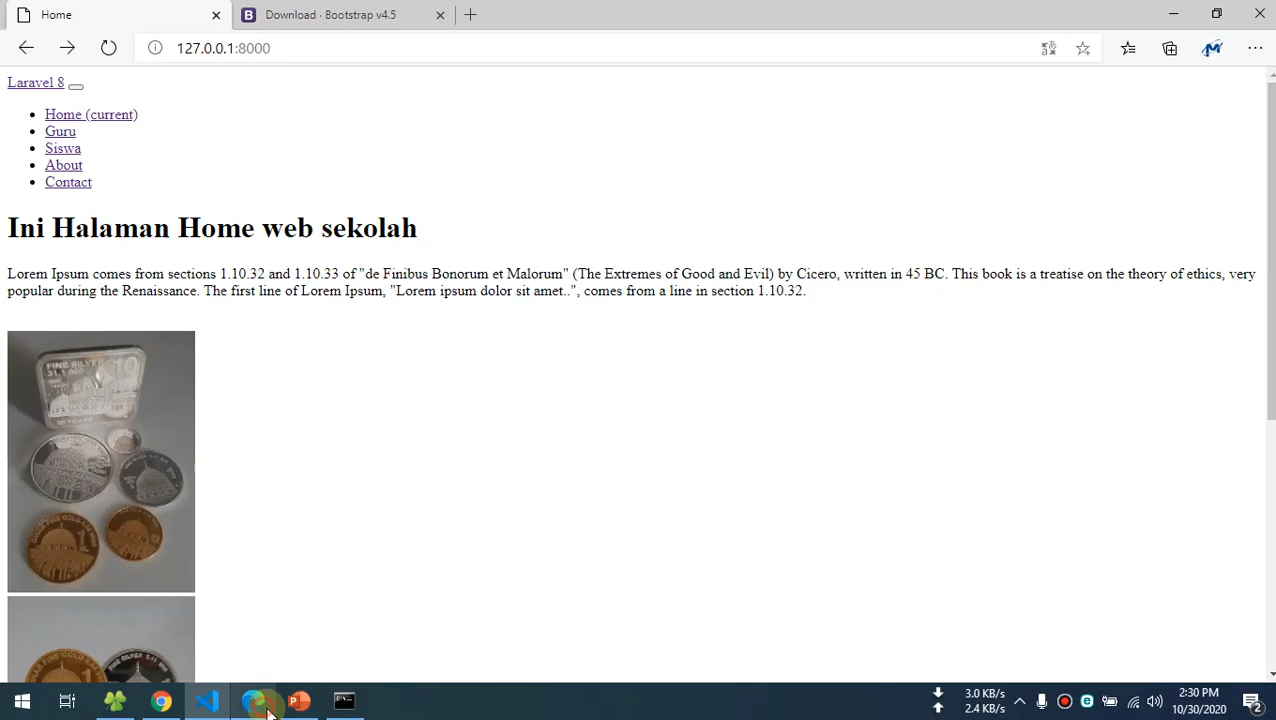 Home
B Download · Bootstrap v4.5
127.0.0.1:8000
Laravel 8
Home (current)
Guru
Siswa
About
Contact
Ini Halaman Home web sekolah
Lorem Ipsum comes from sections 1.10.32 and 1.10.33 of "de Finibus Bonorum et Malorum" (The Extremes of Good and Evil) by Cicero, written in 45 BC. This book is a treatise on the theory of ethics, very
popular during the Renaissance. The first line of Lorem Ipsum, "Lorem ipsum dolor sit amet..", comes from a line in section 1.10.32.
FINE SILVER
3.0 KB/s
2.4 KB/s
2:30 PM
10/30/2020
2